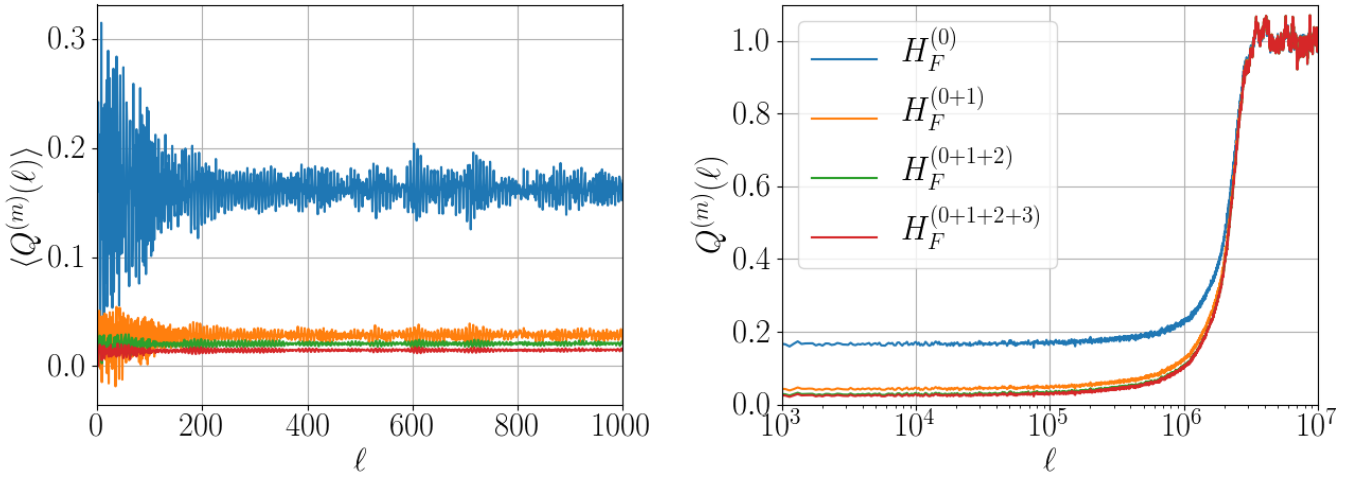 ⟨Q^{(m)}(ℓ)⟩
0.3
0.2
0.1
0.0
0 200 400 600 800 1000
ℓ
Q^{(m)}(ℓ)
1.0
0.8
0.6
0.4
0.2
0.0
H_F^{(0)}
H_F^{(0+1)}
H_F^{(0+1+2)}
H_F^{(0+1+2+3)}
10^3 10^4 10^5 10^6 10^7
ℓ